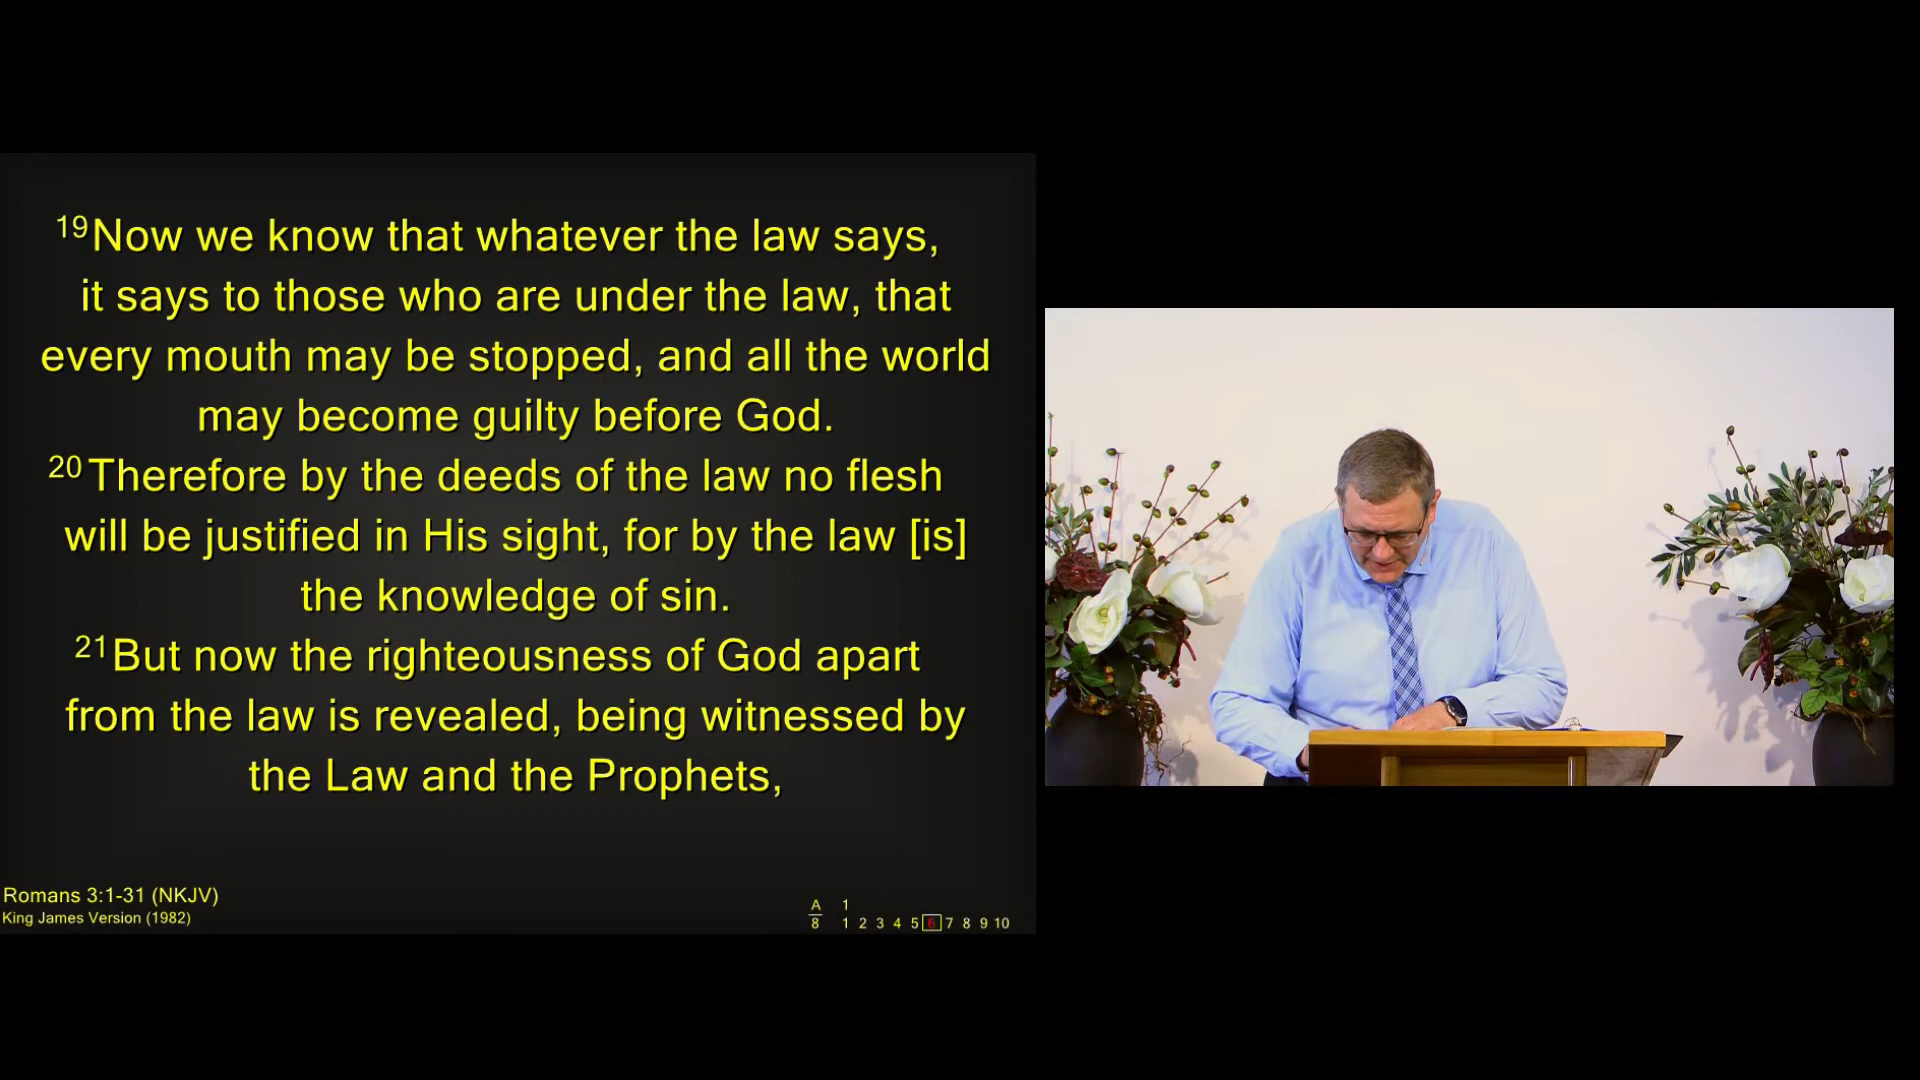 19Now we know that whatever the law says,
it says to those who are under the law, that
every mouth may be stopped, and all the world
may become guilty before God.
20Therefore by the deeds of the law no flesh
will be justified in His sight, for by the law [is]
the knowledge of sin.
21But now the righteousness of God apart
from the law is revealed, being witnessed by
the Law and the Prophets,
Romans 3:1-31 (NKJV)
King James Version (1982)
A 1
8 1 2 3 4 5 6 7 8 9 10